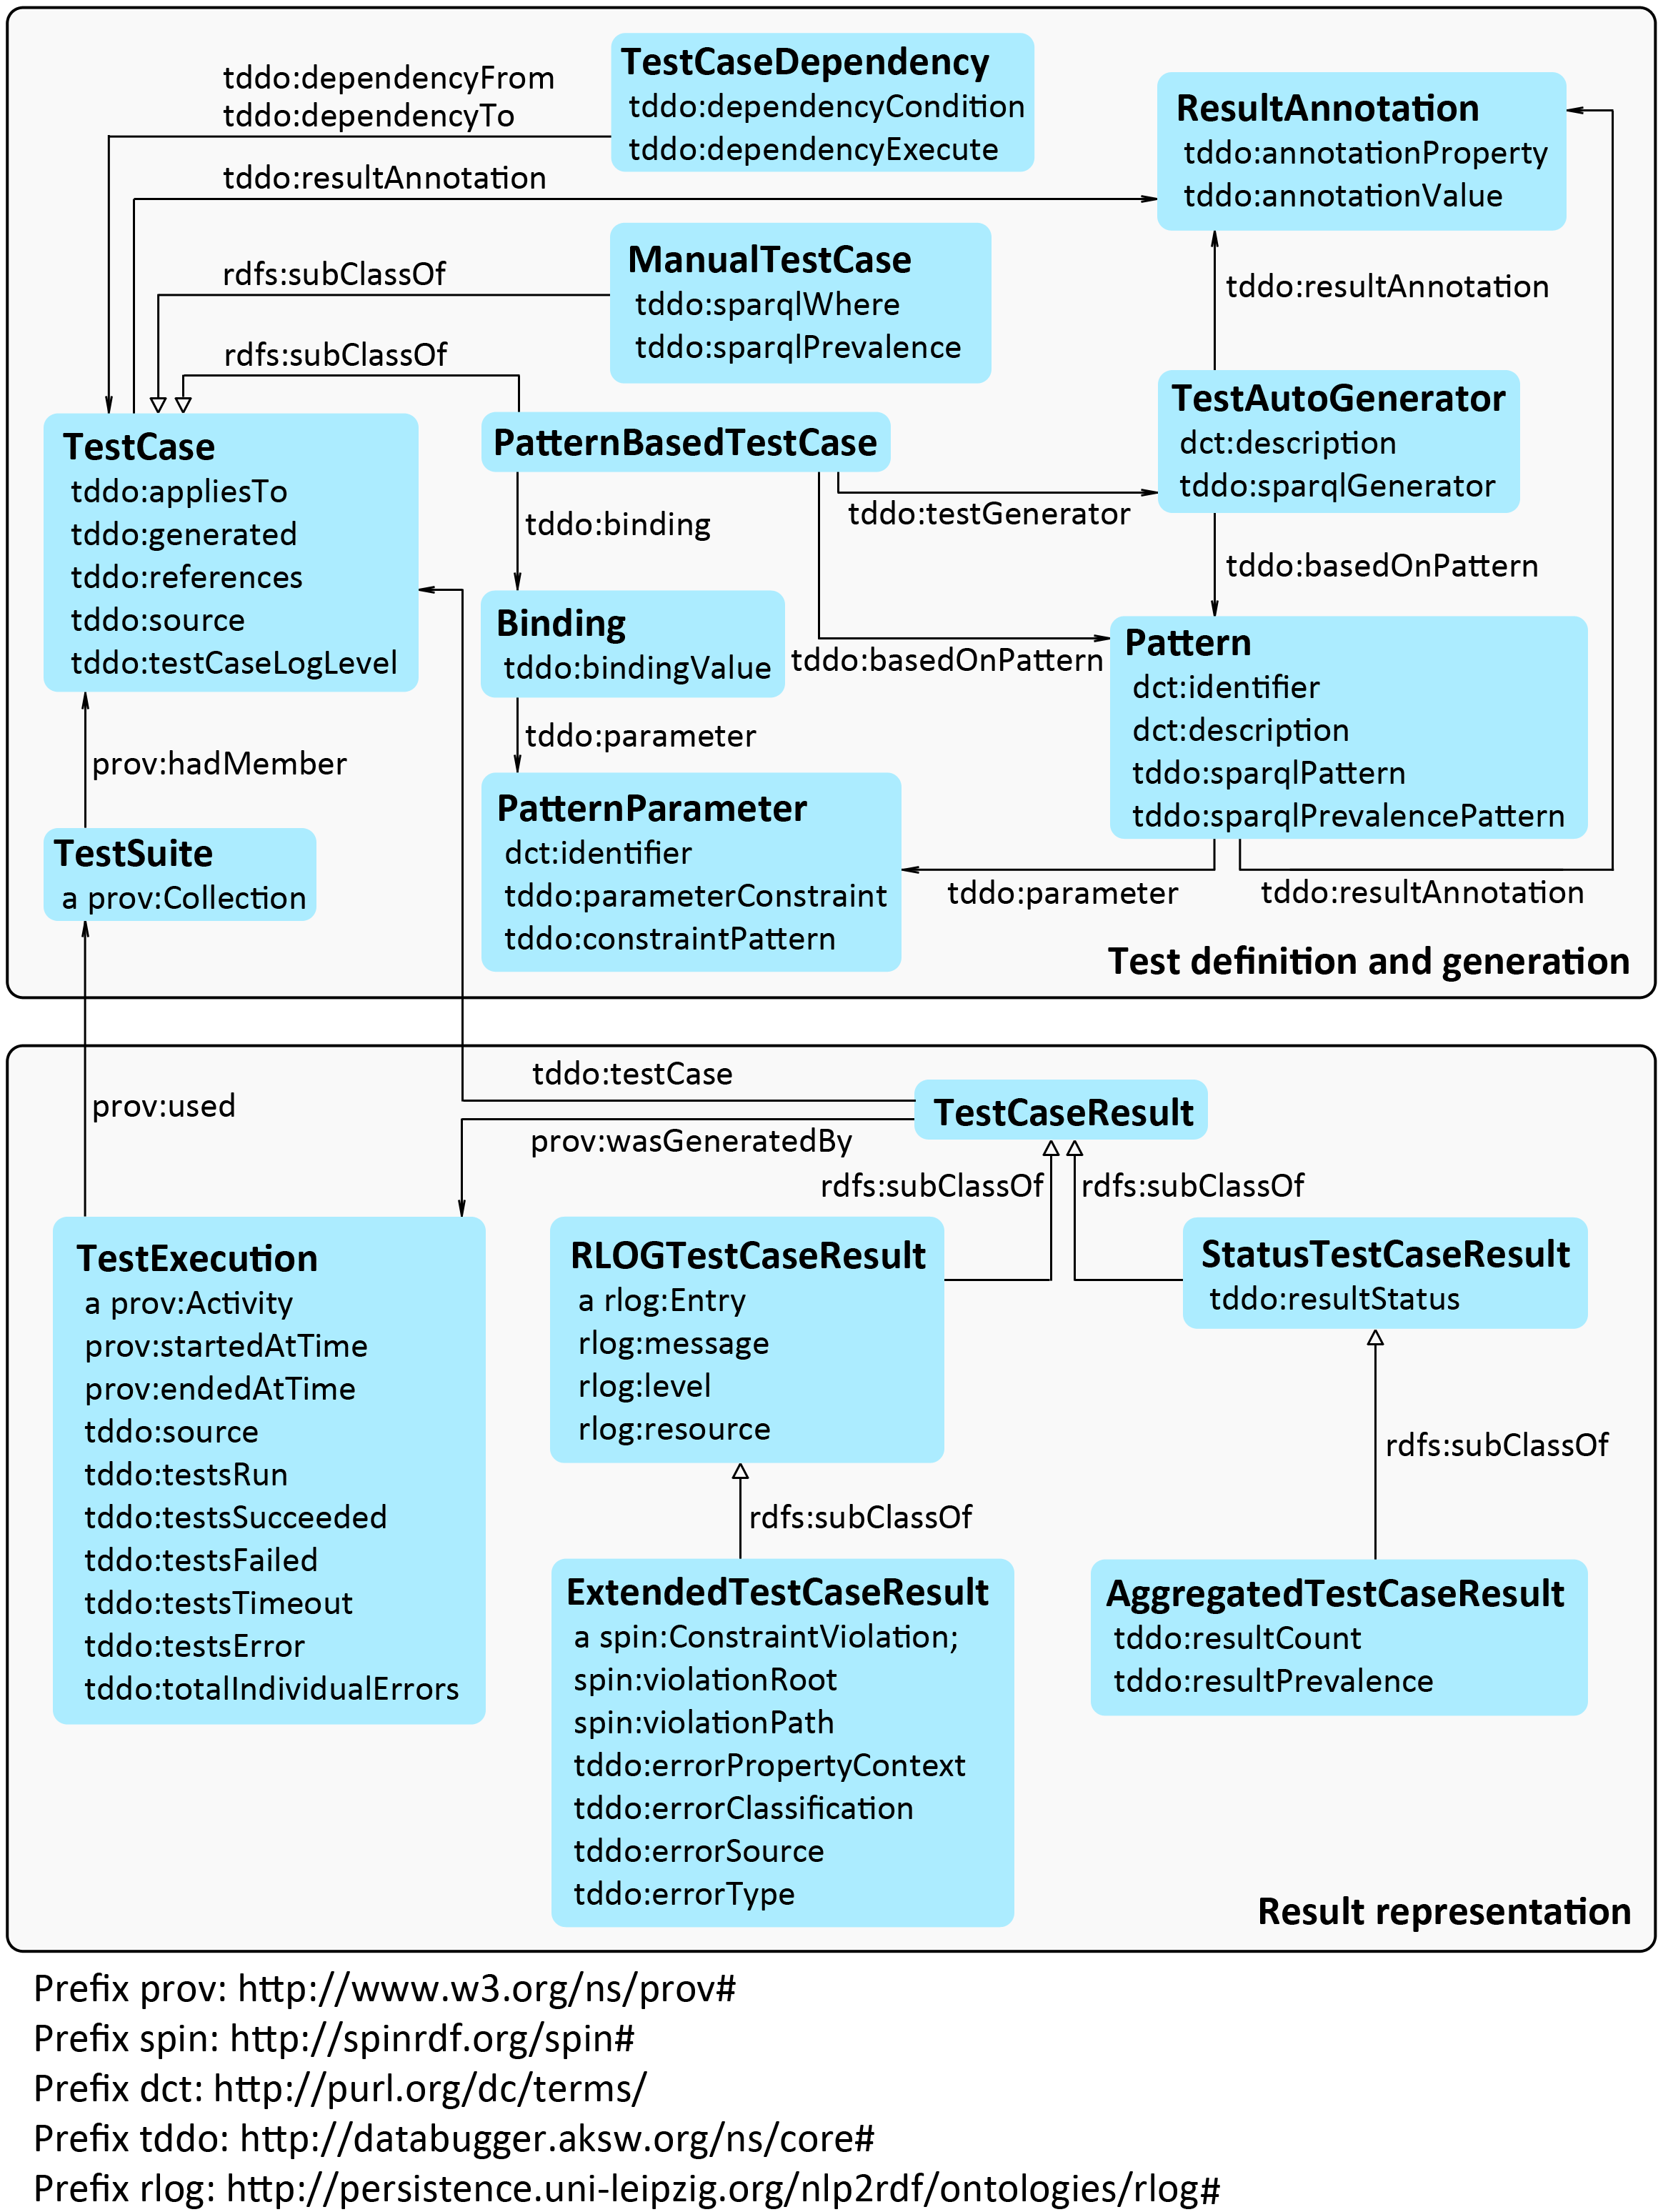 TestCaseDependency
tddo:dependencyCondition
tddo:dependencyExecute
tddo:dependencyFrom
tddo:dependencyTo
ResultAnnotation
tddo:annotationProperty
tddo:annotationValue
tddo:resultAnnotation
ManualTestCase
tddo:sparqlWhere
tddo:sparqlPrevalence
rdfs:subClassOf
tddo:resultAnnotation
rdfs:subClassOf
TestCase
tddo:appliesTo
tddo:generated
tddo:references
tddo:source
tddo:testCaseLogLevel
PatternBasedTestCase
TestAutoGenerator
dct:description
tddo:sparqlGenerator
tddo:testGenerator
tddo:binding
tddo:basedOnPattern
Binding
tddo:bindingValue
tddo:basedOnPattern
Pattern
dct:identifier
dct:description
tddo:sparqlPattern
tddo:sparqlPrevalencePattern
tddo:parameter
prov:hadMember
PatternParameter
dct:identifier
tddo:parameterConstraint
tddo:constraintPattern
TestSuite
a prov:Collection
tddo:parameter
tddo:resultAnnotation
Test definition and generation
prov:used
tddo:testCase
TestCaseResult
prov:wasGeneratedBy
rdfs:subClassOf
rdfs:subClassOf
TestExecution
a prov:Activity
prov:startedAtTime
prov:endedAtTime
tddo:source
tddo:testsRun
tddo:testsSucceeded
tddo:testsFailed
tddo:testsTimeout
tddo:testsError
tddo:totalIndividualErrors
RLOGTestCaseResult
a rlog:Entry
rlog:message
rlog:level
rlog:resource
StatusTestCaseResult
tddo:resultStatus
rdfs:subClassOf
rdfs:subClassOf
ExtendedTestCaseResult
a spin:ConstraintViolation;
spin:violationRoot
spin:violationPath
tddo:errorPropertyContext
tddo:errorClassification
tddo:errorSource
tddo:errorType
AggregatedTestCaseResult
tddo:resultCount
tddo:resultPrevalence
Result representation
Prefix prov: http://www.w3.org/ns/prov#
Prefix spin: http://spinrdf.org/spin#
Prefix dct: http://purl.org/dc/terms/
Prefix tddo: http://databugger.aksw.org/ns/core#
Prefix rlog: http://persistence.uni-leipzig.org/nlp2rdf/ontologies/rlog#